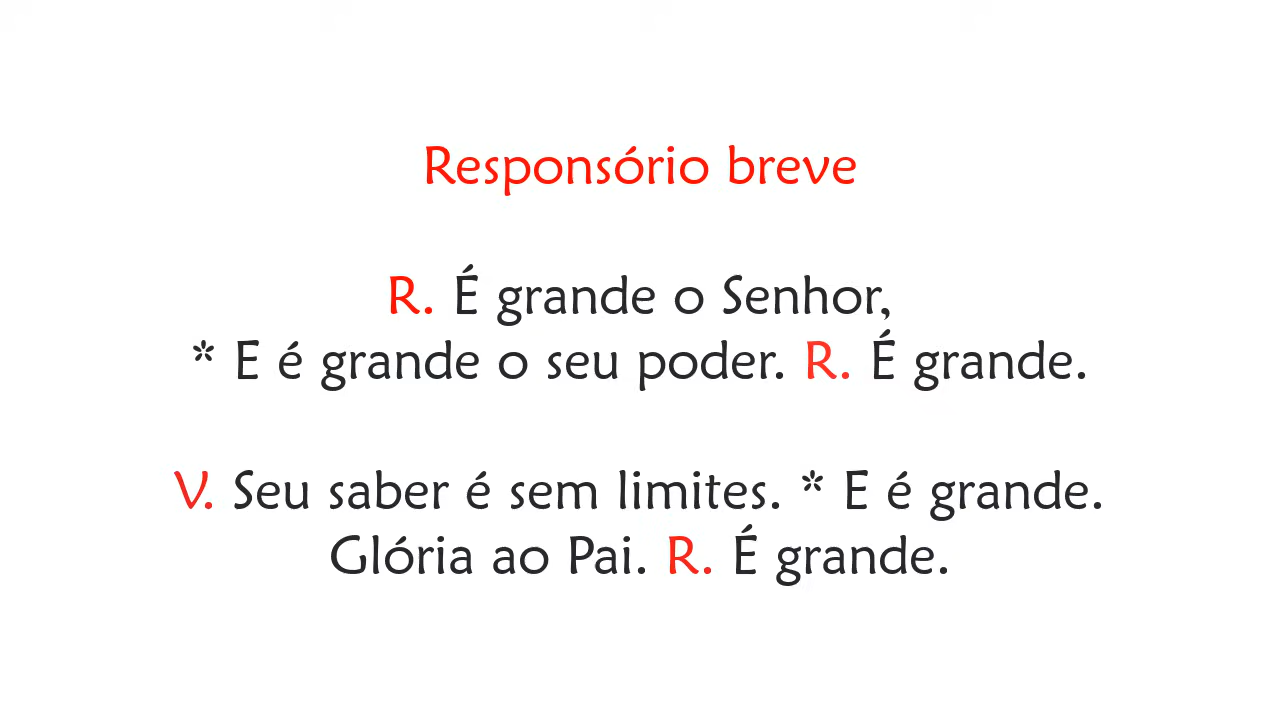 Responsório breve
R. É grande o Senhor,
* E é grande o seu poder. R. É grande.
V. Seu saber é sem limites. * E é grande.
Glória ao Pai. R. É grande.